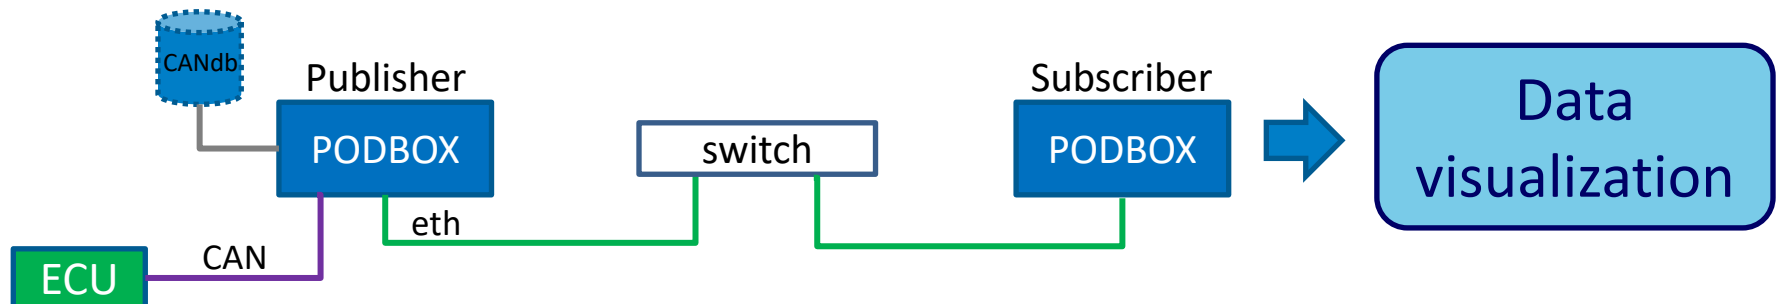 CANdb
Publisher
PODBOX
switch
Subscriber
PODBOX
Data
visualization
eth
CAN
ECU